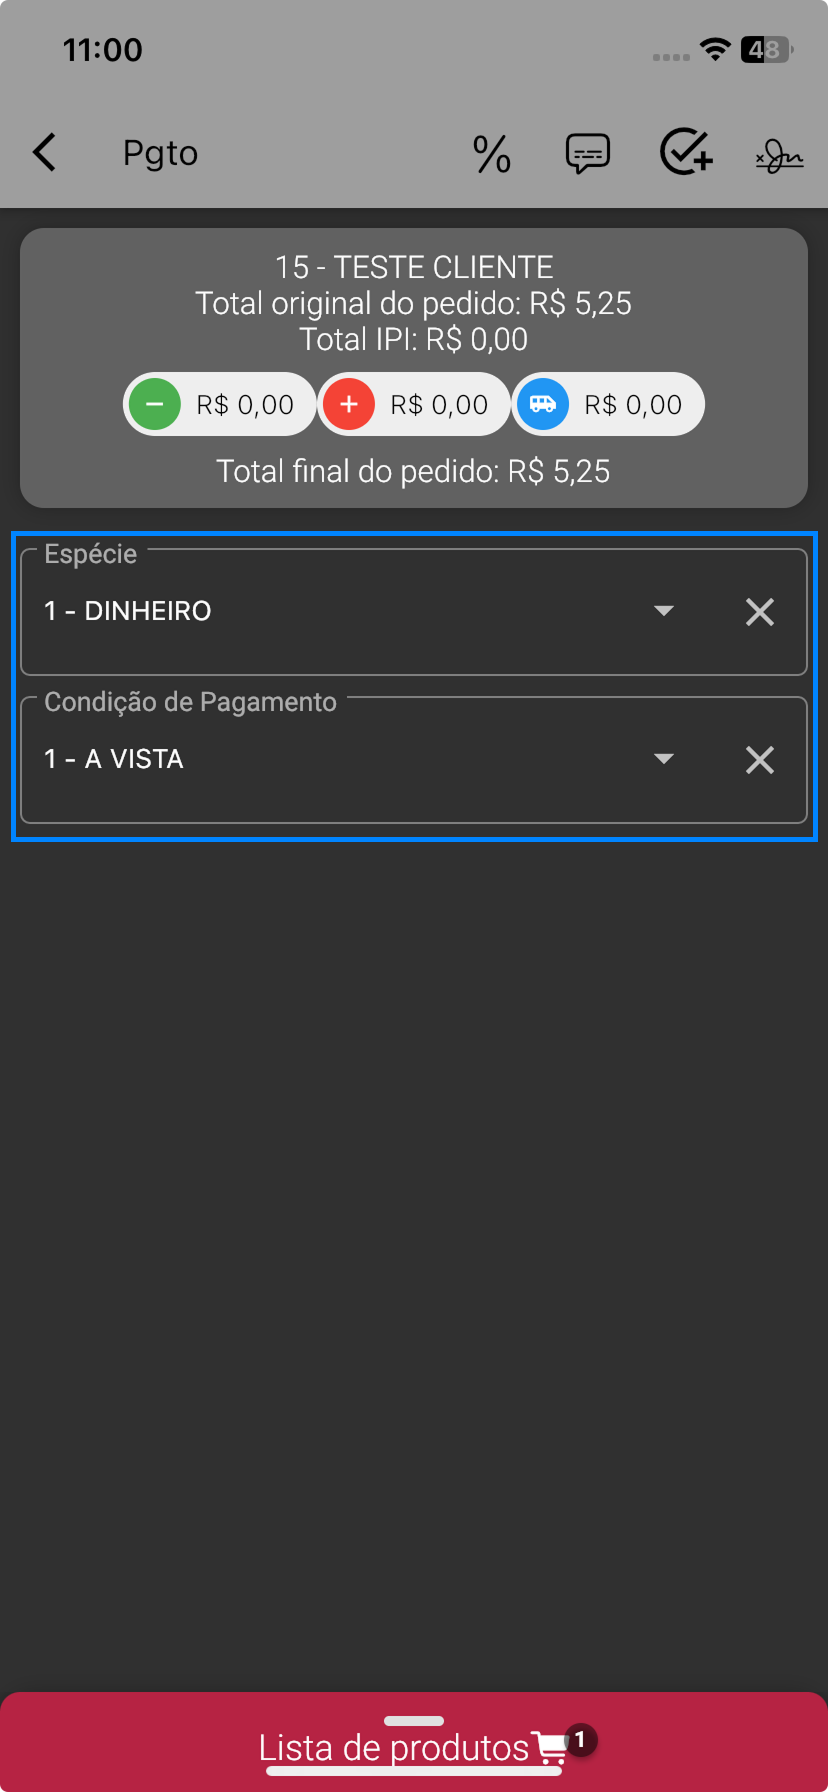 11:00
48
Pgto
%
15 - TESTE CLIENTE
Total original do pedido: R$ 5,25
Total IPI: R$ 0,00
R$ 0,00 R$ 0,00 R$ 0,00
Total final do pedido: R$ 5,25
Espécie
1 - DINHEIRO
Condição de Pagamento
1 - A VISTA
Lista de produtos 1